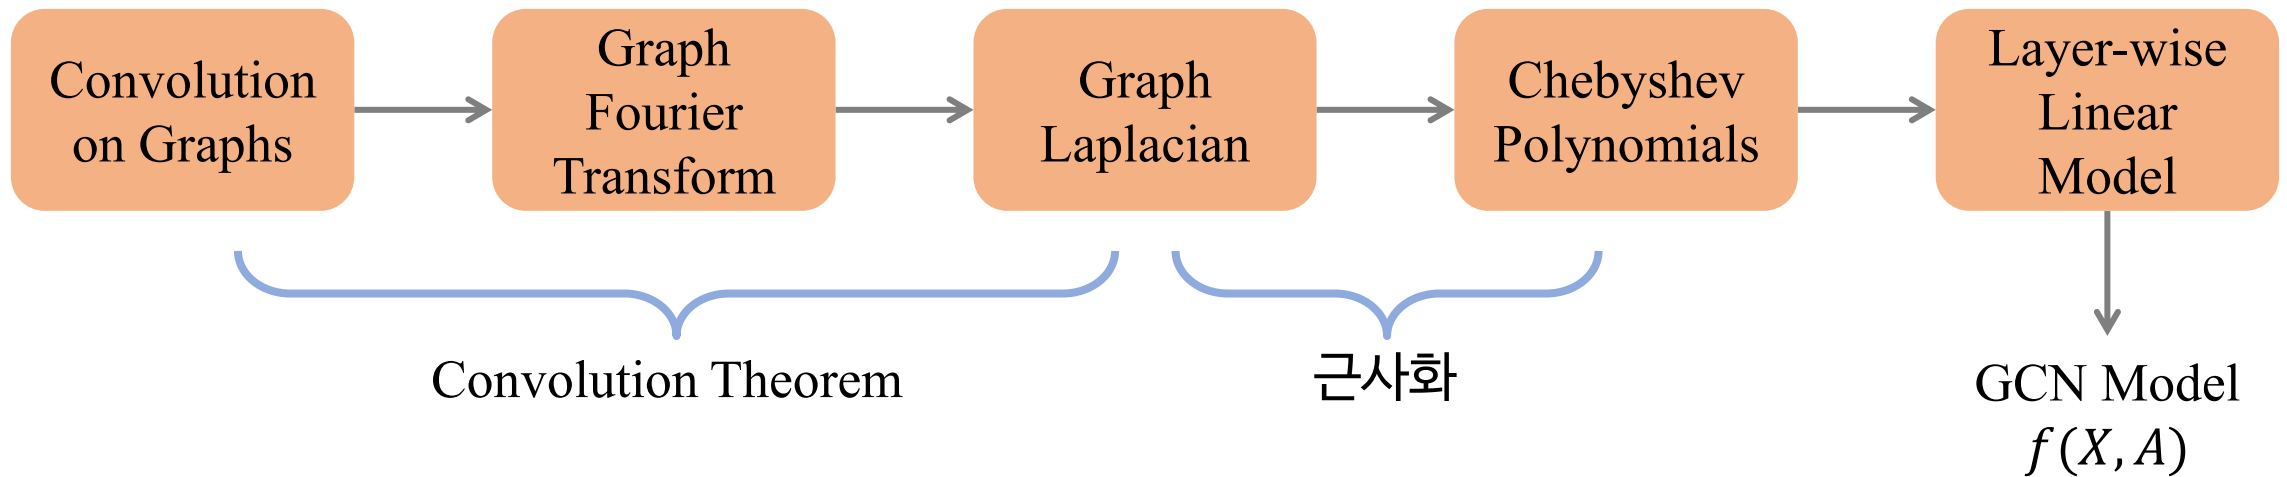 Convolution
on Graphs
Graph
Fourier
Transform
Graph
Laplacian
Chebyshev
Polynomials
Layer-wise
Linear
Model
Convolution Theorem
근사화
GCN Model
f(X, A)